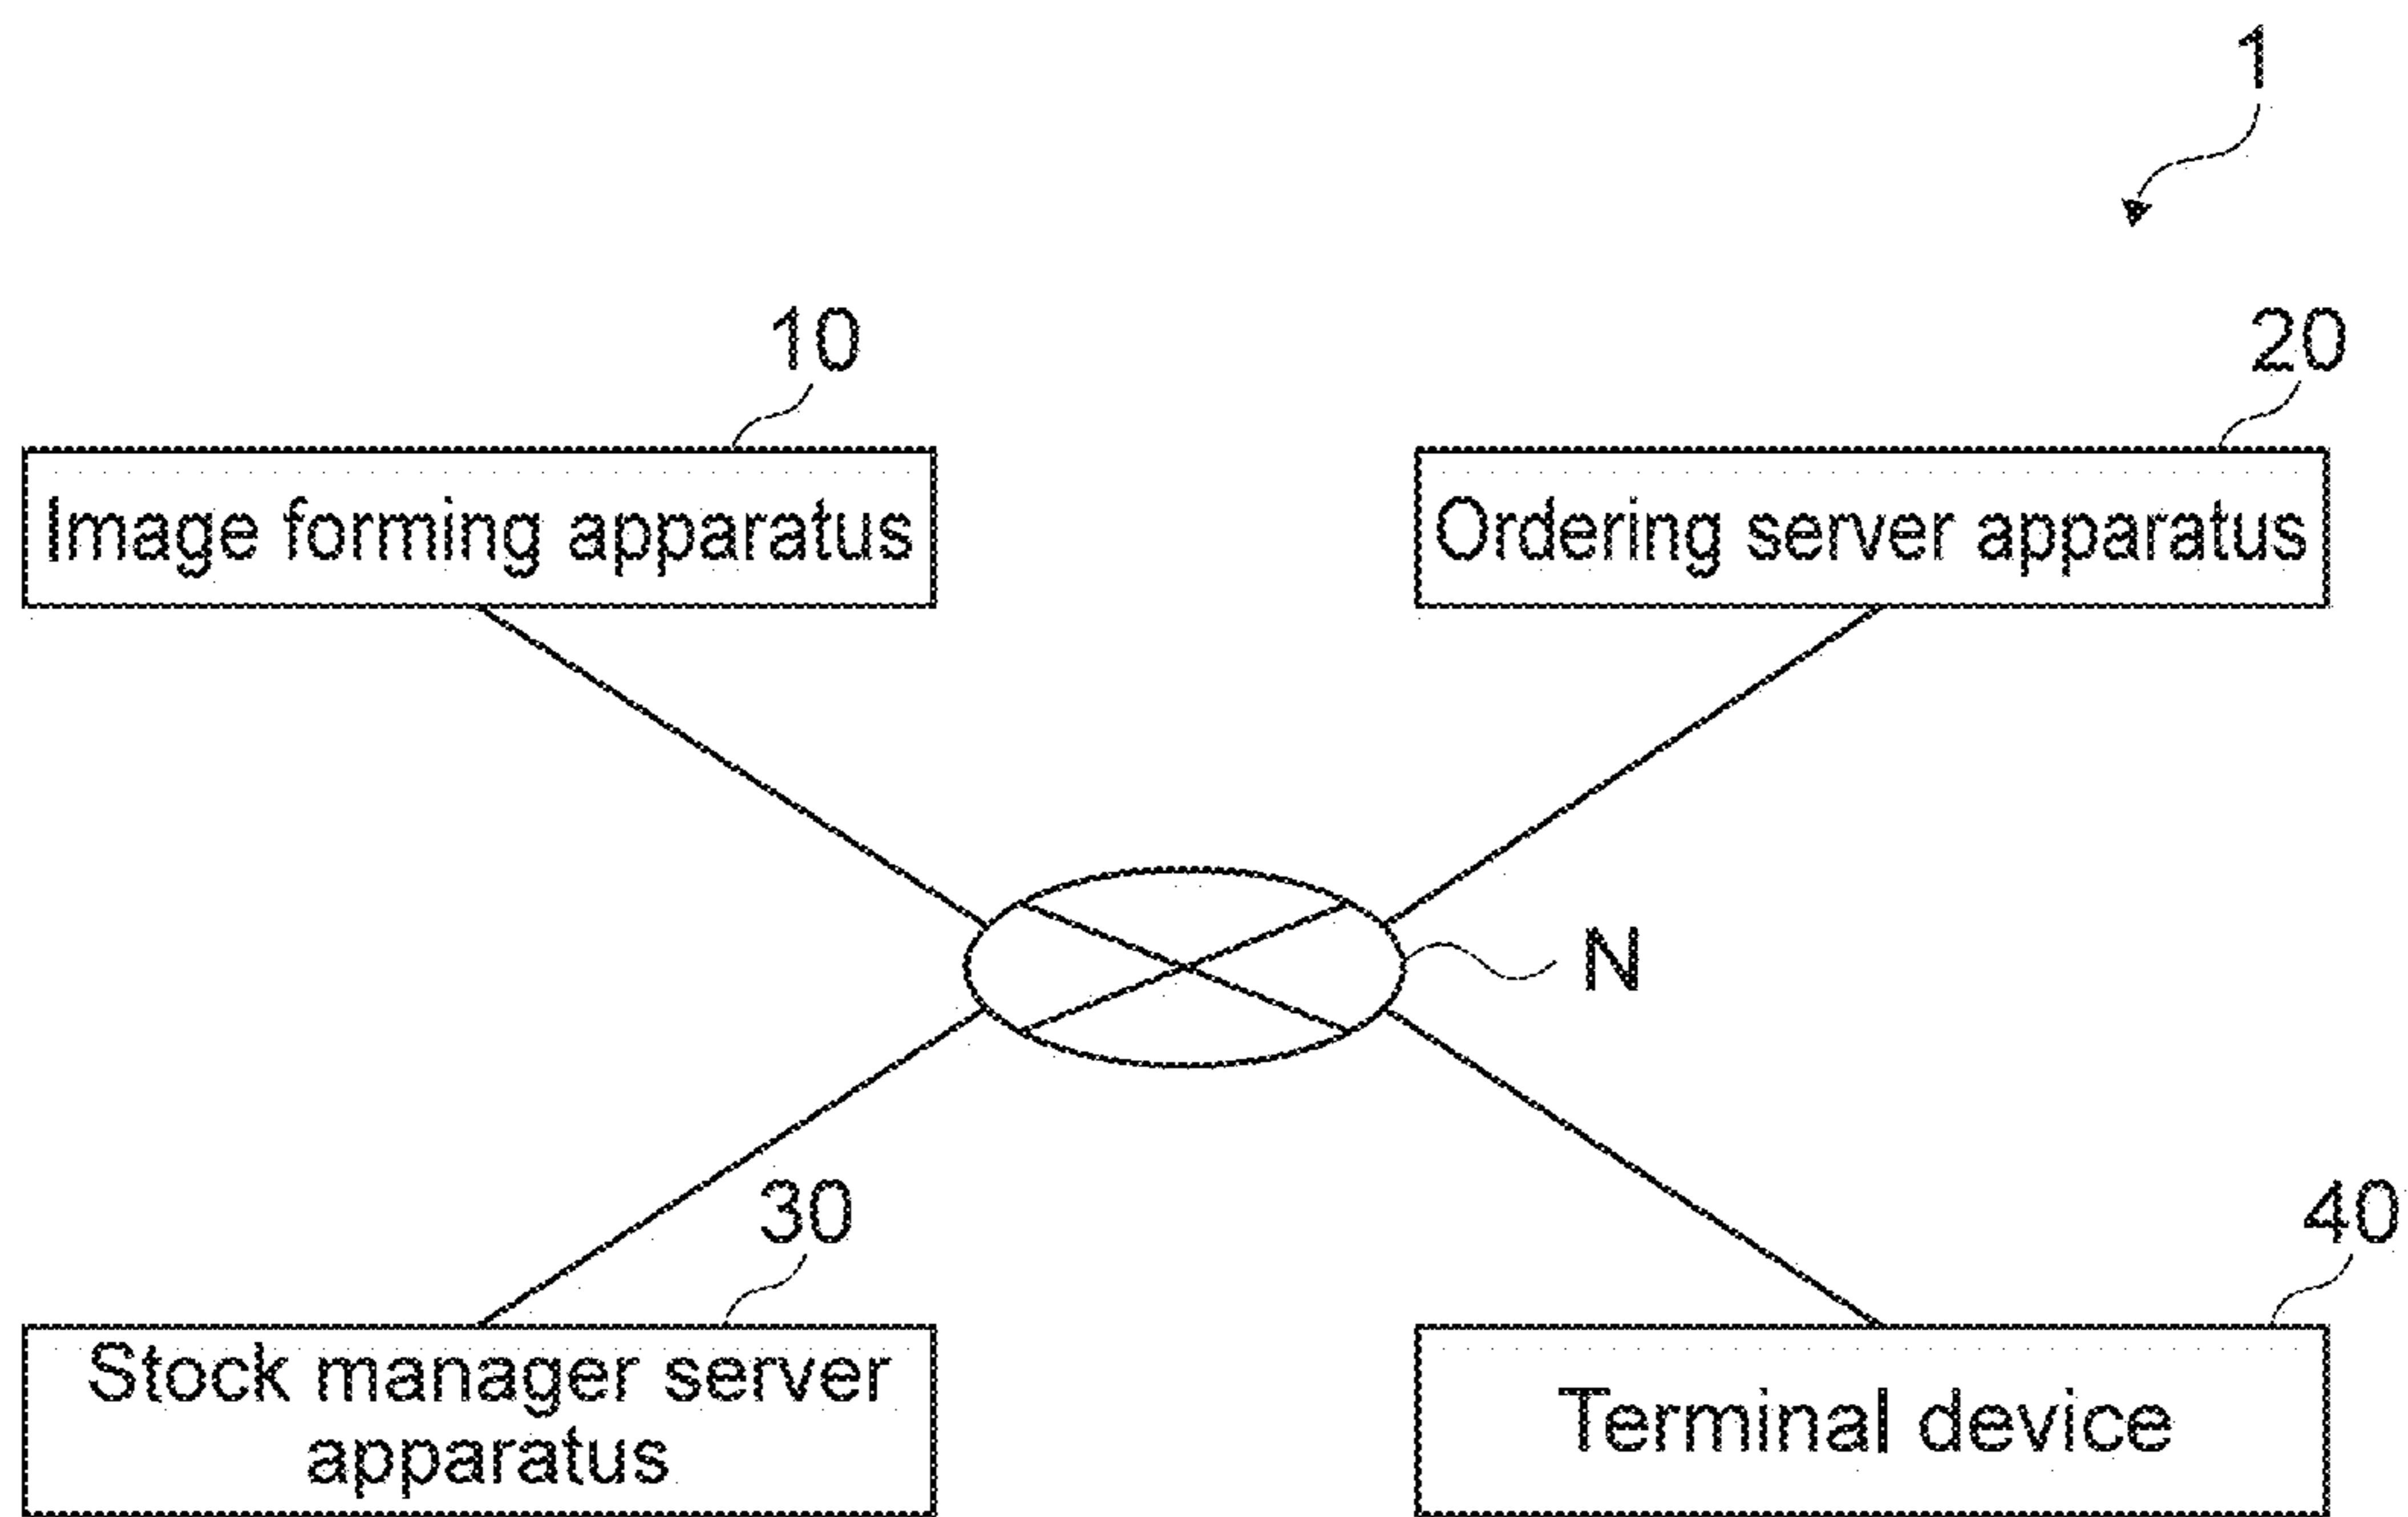 1
10
20
Image forming apparatus
Ordering server apparatus
N
30
40
Stock manager server
apparatus
Terminal device